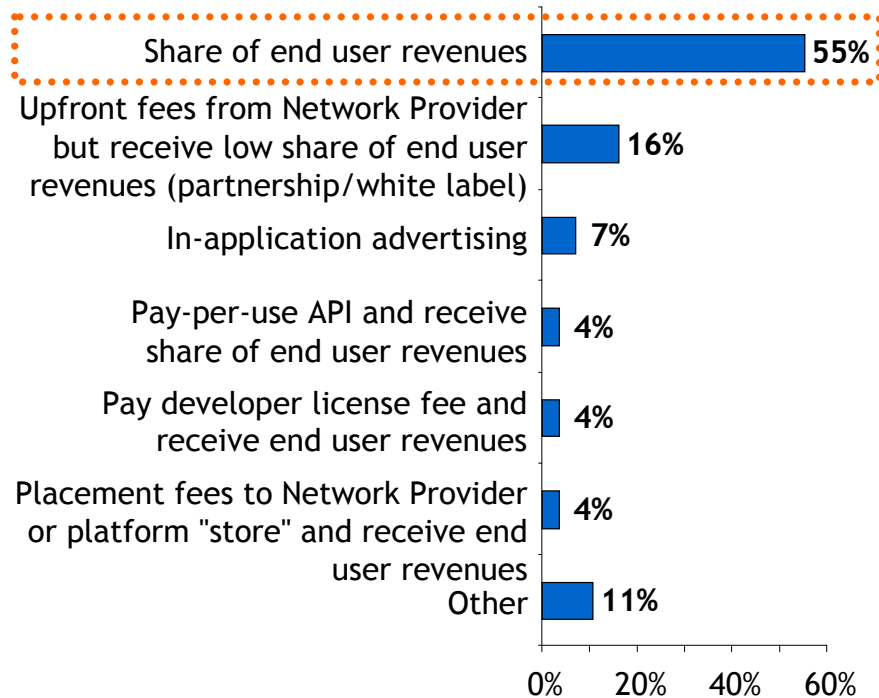 Share of end user revenues 55%
Upfront fees from Network Provider
but receive low share of end user 16%
revenues (partnership/white label)
In-application advertising 7%
Pay-per-use API and receive 4%
share of end user revenues
Pay developer license fee and 4%
receive end user revenues
Placement fees to Network Provider 4%
or platform "store" and receive end
user revenues
Other 11%
0% 20% 40% 60%